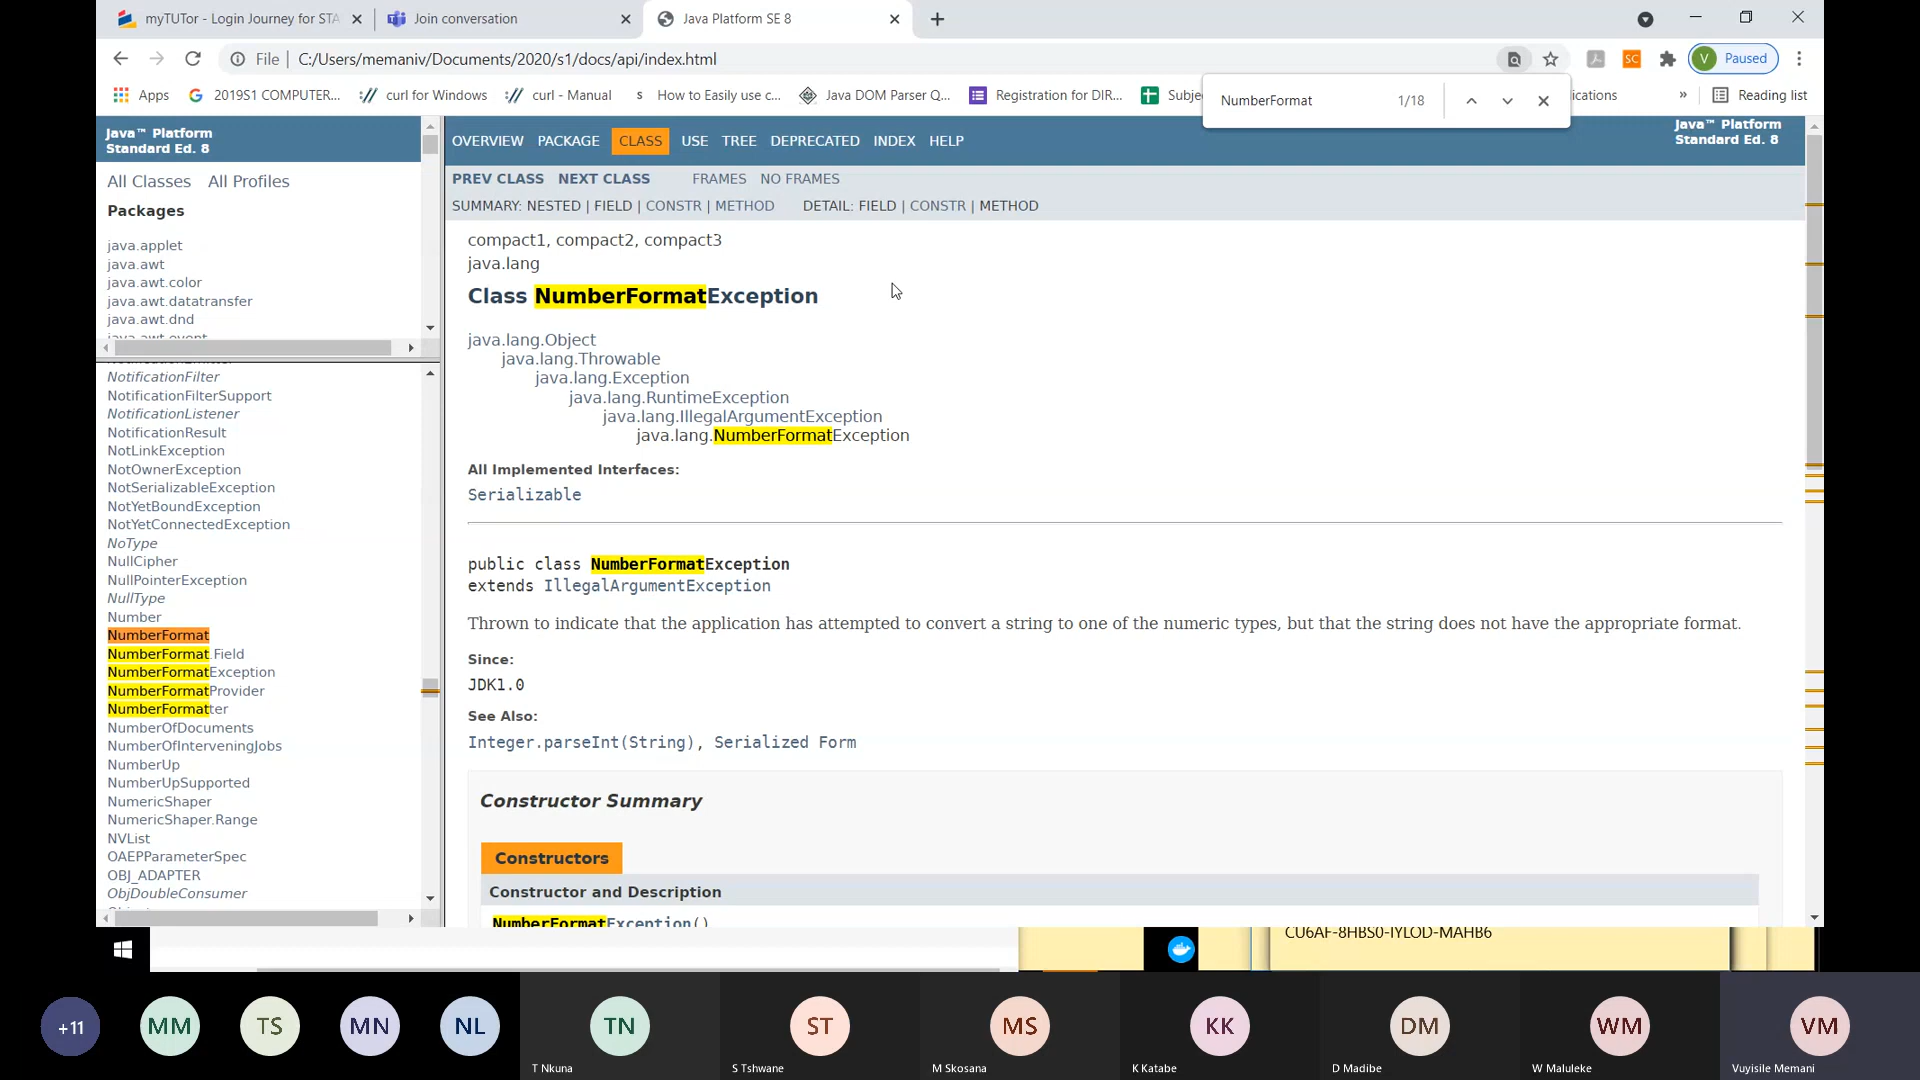 myTUTor - Login Journey for STA
Join conversation
Java Platform SE 8
File
C:/Users/memaniv/Documents/2020/s1/docs/api/index.html
V Paused
Apps
2019S1 COMPUTER...
curl for Windows
curl - Manual
How to Easily use c...
Java DOM Parser Q...
Registration for DIR...
Subje
ications
»
Reading list
NumberFormat 1/18
Java™ Platform
Standard Ed. 8
All Classes All Profiles
Packages
java.applet
java.awt
java.awt.color
java.awt.datatransfer
java.awt.dnd
java.awt.event
NotificationFilter
NotificationFilterSupport
NotificationListener
NotificationResult
NotLinkException
NotOwnerException
NotSerializableException
NotYetBoundException
NotYetConnectedException
NoType
NullCipher
NullPointerException
NullType
Number
NumberFormat
NumberFormat.Field
NumberFormatException
NumberFormatProvider
NumberFormatter
NumberOfDocuments
NumberOfInterveningJobs
NumberUp
NumberUpSupported
NumericShaper
NumericShaper.Range
NVList
OAEPParameterSpec
OBJ_ADAPTER
ObjDoubleConsumer
OVERVIEW PACKAGE CLASS USE TREE DEPRECATED INDEX HELP
Java™ Platform
Standard Ed. 8
PREV CLASS NEXT CLASS FRAMES NO FRAMES
SUMMARY: NESTED | FIELD | CONSTR | METHOD DETAIL: FIELD | CONSTR | METHOD
compact1, compact2, compact3
java.lang
Class NumberFormatException
java.lang.Object
java.lang.Throwable
java.lang.Exception
java.lang.RuntimeException
java.lang.IllegalArgumentException
java.lang.NumberFormatException
All Implemented Interfaces:
Serializable
public class NumberFormatException
extends IllegalArgumentException
Thrown to indicate that the application has attempted to convert a string to one of the numeric types, but that the string does not have the appropriate format.
Since:
JDK1.0
See Also:
Integer.parseInt(String), Serialized Form
Constructor Summary
Constructors
Constructor and Description
NumberFormatException()
CU6AF-8HBS0-IYLOD-MAHB6
+11
MM
TS
MN
NL
TN
ST
MS
KK
DM
WM
VM
T Nkuna
S Tshwane
M Skosana
K Katabe
D Madibe
W Maluleke
Vuyisile Memani